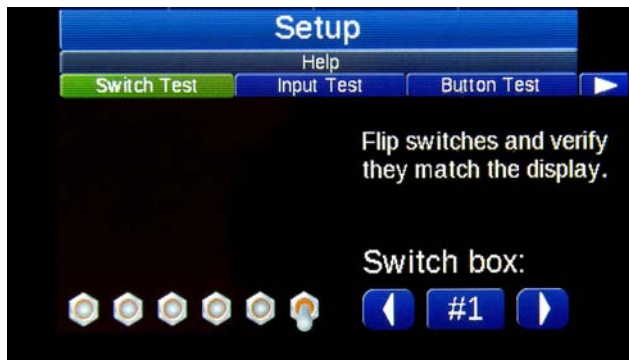 Setup
Help
Switch Test Input Test Button Test
Flip switches and verify
they match the display.
Switch box:
#1